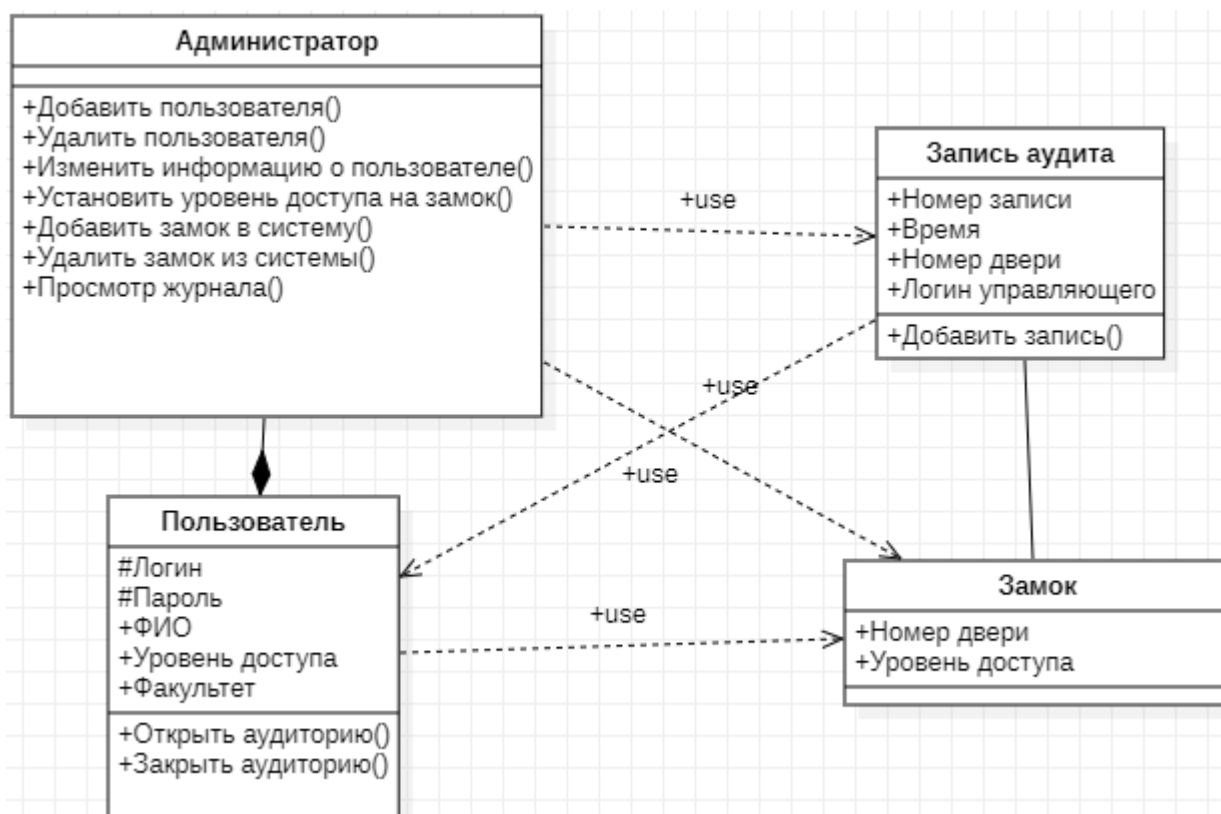 Администратор
+Добавить пользователя()
+Удалить пользователя()
+Изменить информацию о пользователе()
+Установить уровень доступа на замок()
+Добавить замок в систему()
+Удалить замок из системы()
+Просмотр журнала()
+use
Запись аудита
+Номер записи
+Время
+Номер двери
+Логин управляющего
+Добавить запись()
+use
+use
Пользователь
#Логин
#Пароль
+ФИО
+Уровень доступа
+Факультет
+Открыть аудиторию()
+Закрыть аудиторию()
+use
Замок
+Номер двери
+Уровень доступа